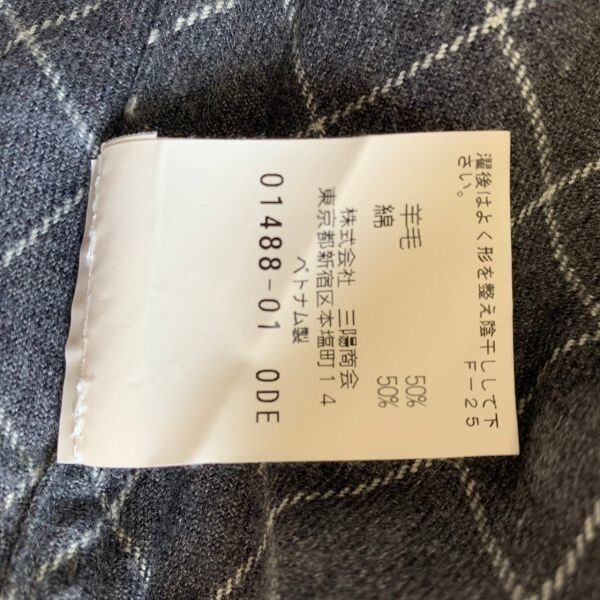 濯後はよく形を整え陰干しして下
さい。
F-25
羊毛 50%
綿 50%
株式会社 三陽商会
東京都新宿区本塩町14
ベトナム製
01488-01 ODE